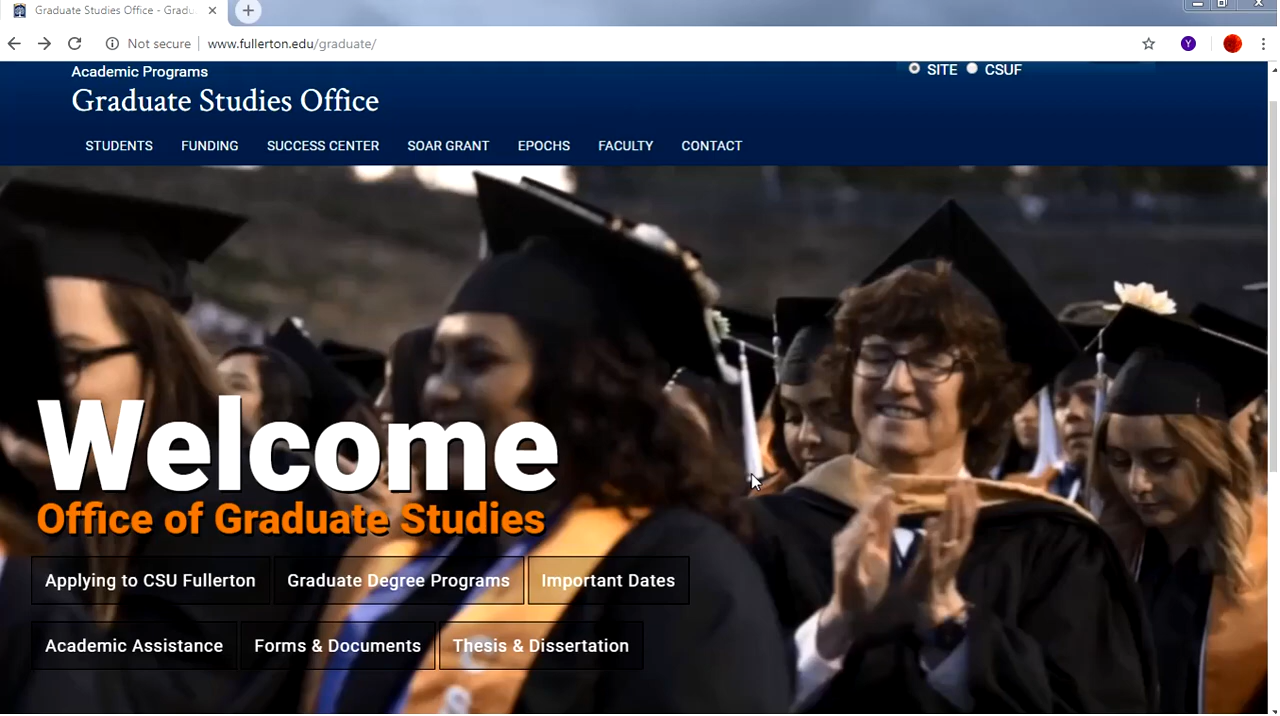 Graduate Studies Office - Gradu
Not secure
www.fullerton.edu/graduate/
Y
Academic Programs
SITE CSUF
Graduate Studies Office
STUDENTS FUNDING SUCCESS CENTER SOAR GRANT EPOCHS FACULTY CONTACT
Welcome
Office of Graduate Studies
Applying to CSU Fullerton Graduate Degree Programs Important Dates
Academic Assistance Forms & Documents Thesis & Dissertation